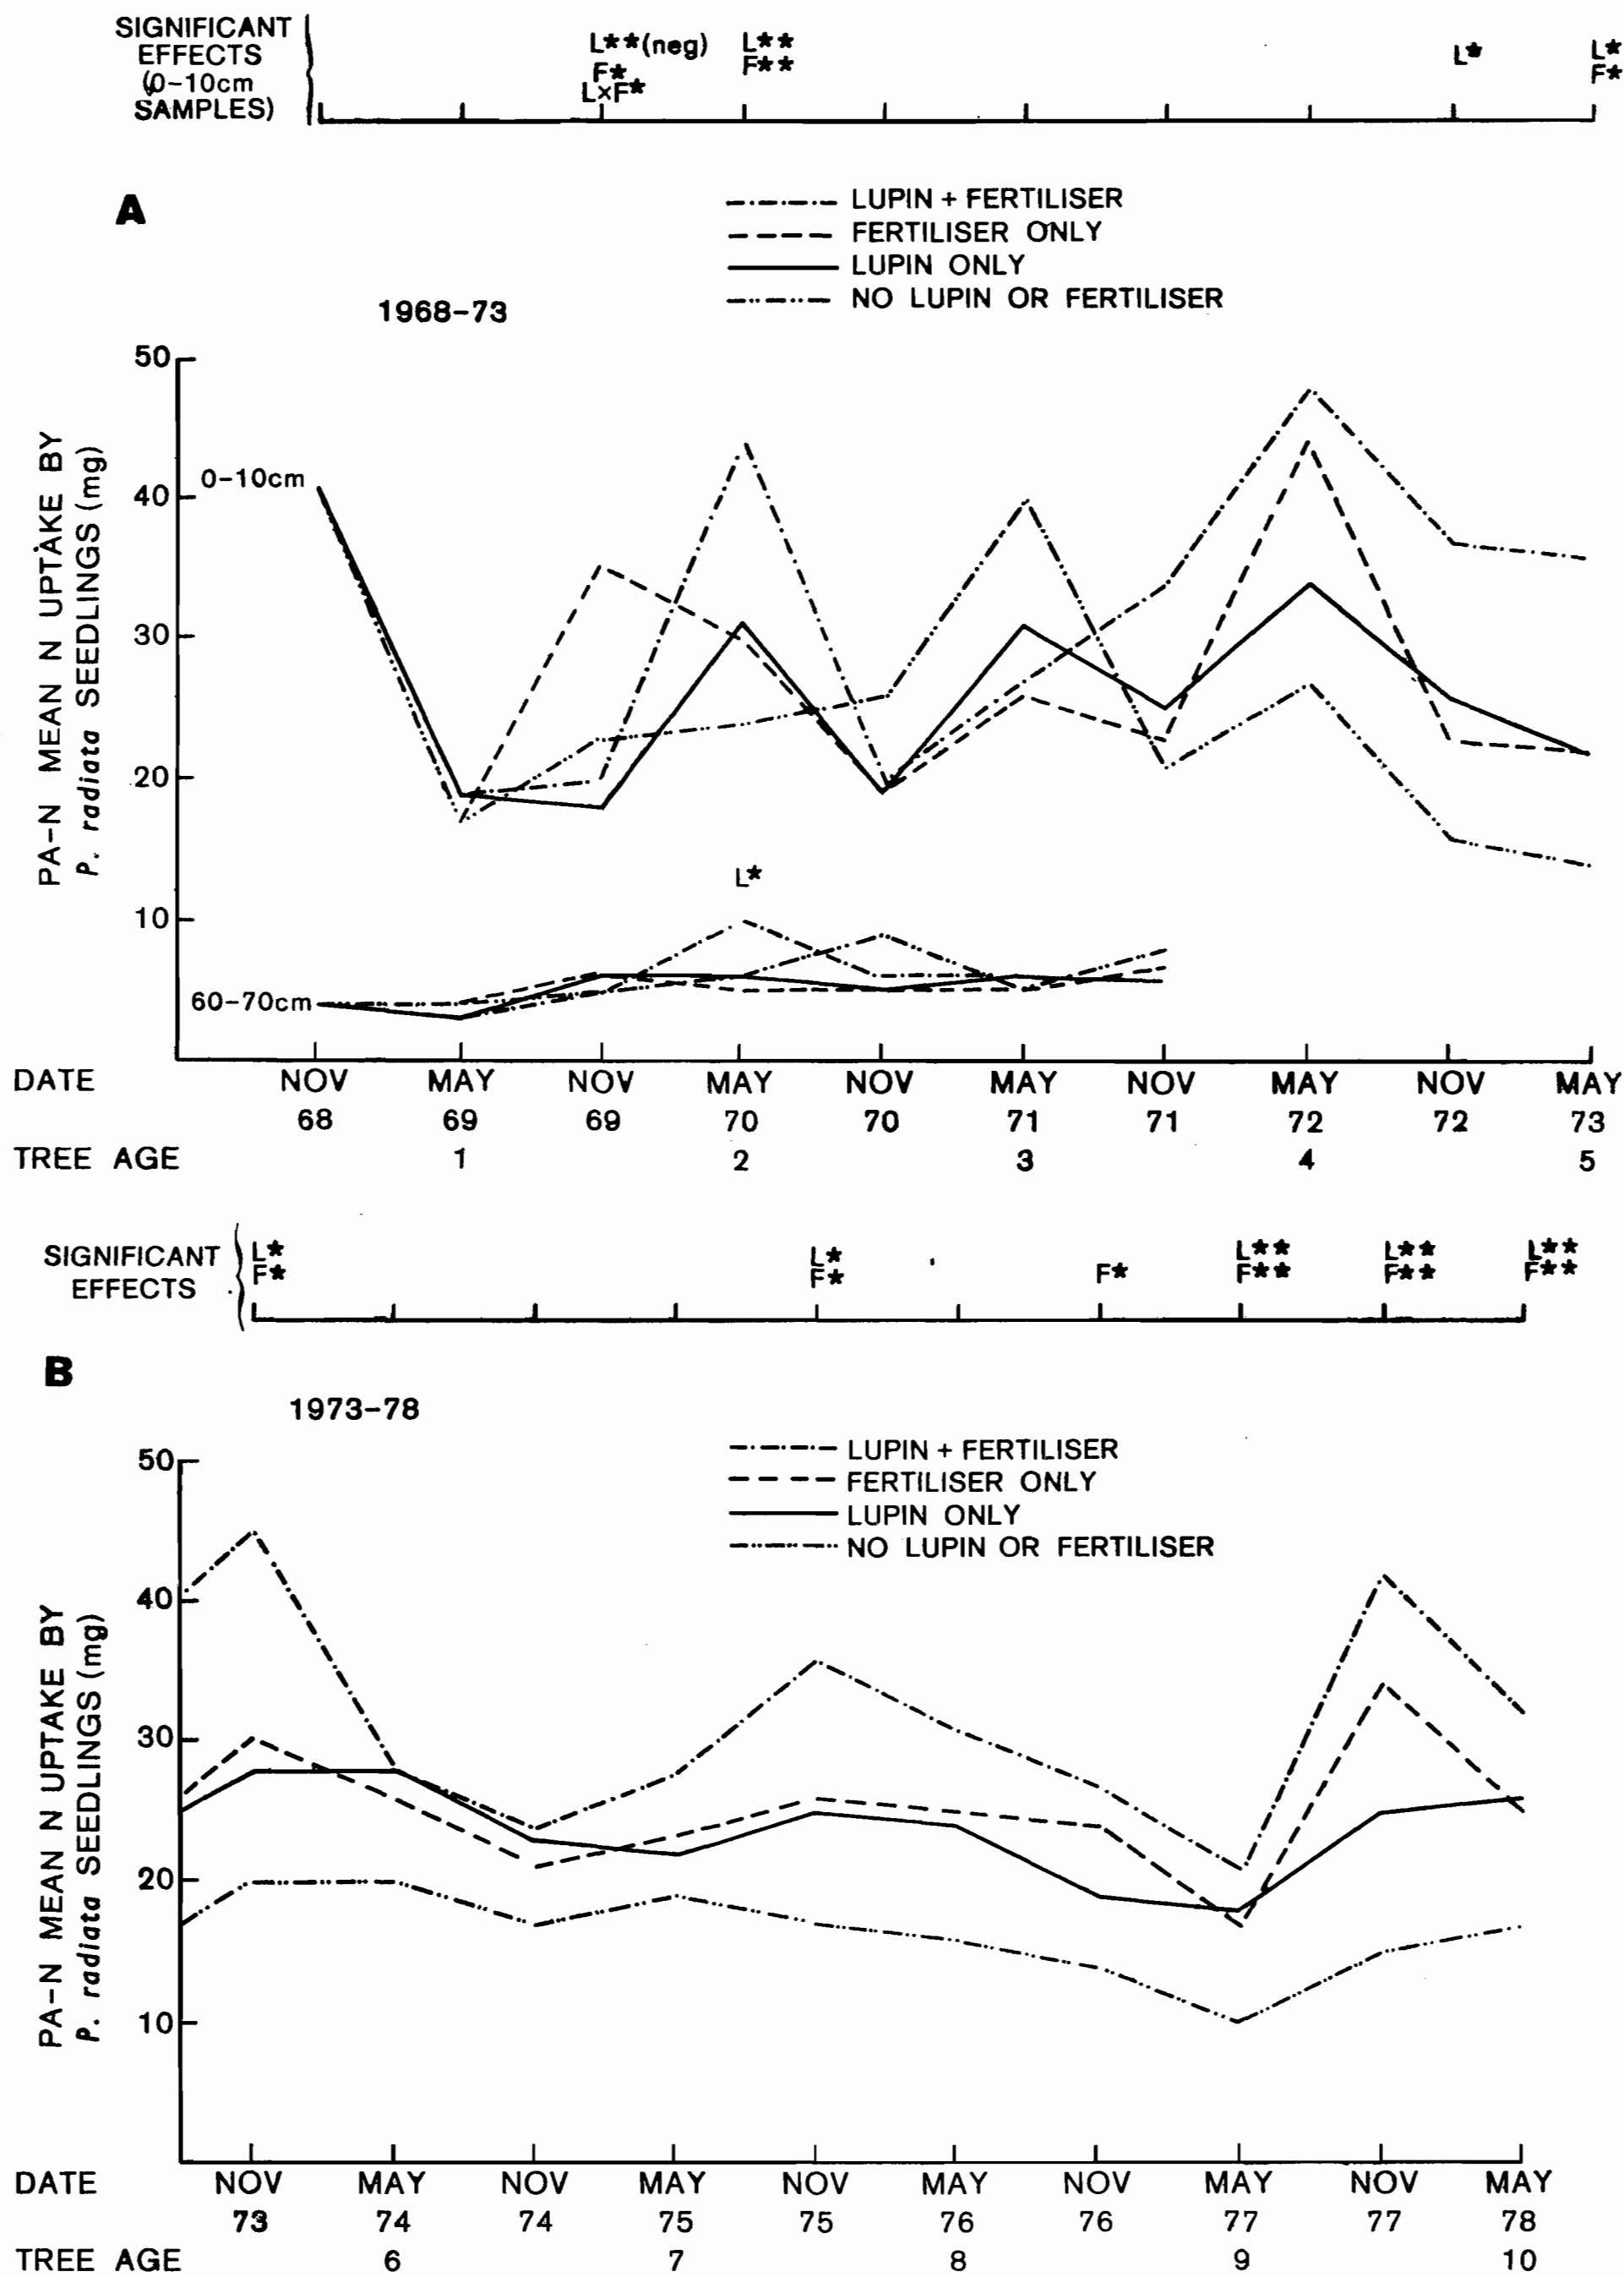 SIGNIFICANT
EFFECTS
(0-10cm
SAMPLES)
L**(neg)
F*
L×F*
L**
F**
L*
L*
F*
A
LUPIN + FERTILISER
FERTILISER ONLY
LUPIN ONLY
NO LUPIN OR FERTILISER
1968-73
PA-N MEAN N UPTAKE BY
P. radiata SEEDLINGS (mg)
50
40
30
20
10
0-10cm
60-70cm
L*
DATE NOV MAY NOV MAY NOV MAY NOV MAY NOV MAY
68 69 69 70 70 71 71 72 72 73
TREE AGE 1 2 3 4 5
SIGNIFICANT
EFFECTS
L*
F*
L*
F*
F*
L**
F**
L**
F**
L**
F**
B
1973-78
LUPIN + FERTILISER
FERTILISER ONLY
LUPIN ONLY
NO LUPIN OR FERTILISER
PA-N MEAN N UPTAKE BY
P. radiata SEEDLINGS (mg)
50
40
30
20
10
DATE NOV MAY NOV MAY NOV MAY NOV MAY NOV MAY
73 74 74 75 75 76 76 77 77 78
TREE AGE 6 7 8 9 10